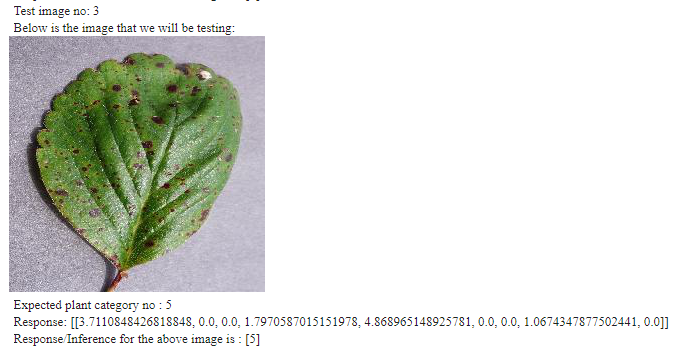 Test image no: 3
Below is the image that we will be testing:
Expected plant category no : 5
Response: [[3.7110848426818848, 0.0, 0.0, 1.7970587015151978, 4.868965148925781, 0.0, 0.0, 1.0674347877502441, 0.0]]
Response/Inference for the above image is : [5]